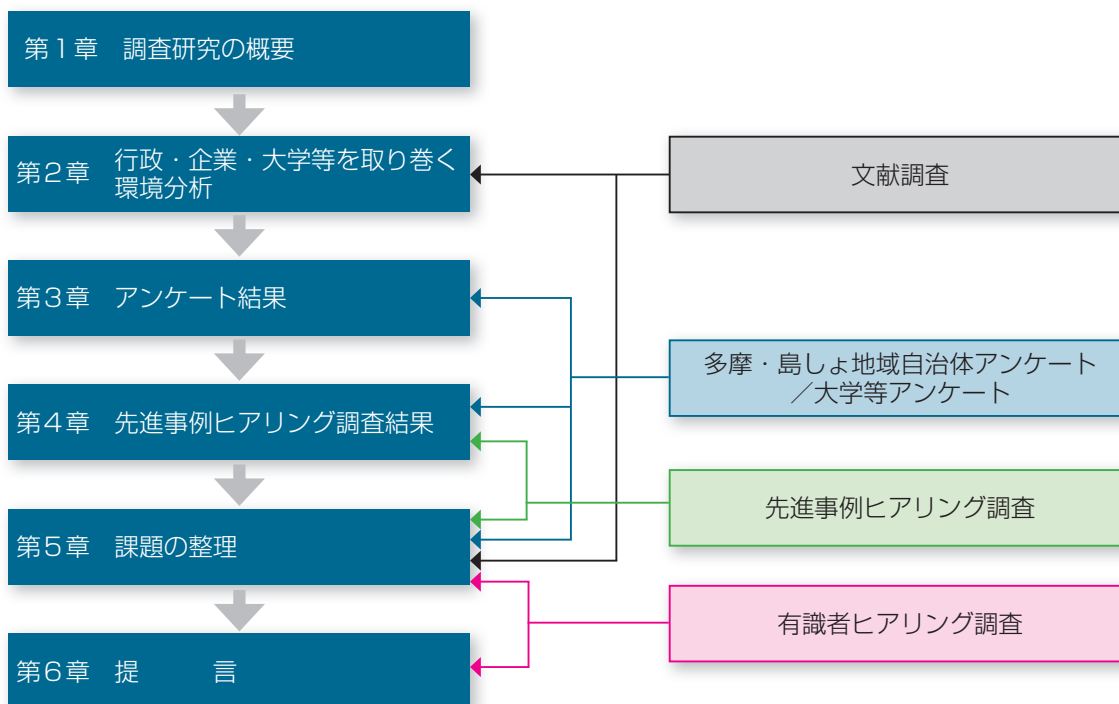 第1章 調査研究の概要
第2章 行政・企業・大学等を取り巻く
環境分析
第3章 アンケート結果
第4章 先進事例ヒアリング調査結果
第5章 課題の整理
第6章 提 言
文献調査
多摩・島しょ地域自治体アンケート
／大学等アンケート
先進事例ヒアリング調査
有識者ヒアリング調査